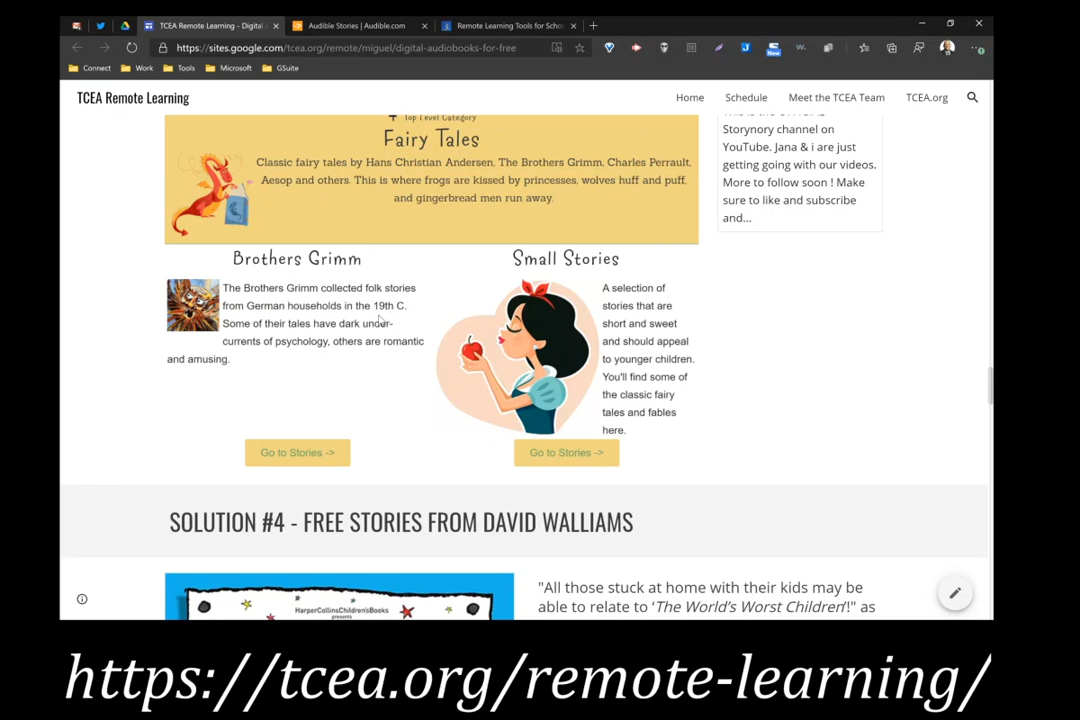 TCEA Remote Learning - Digital
Audible Stories | Audible.com
Remote Learning Tools for Scho
https://sites.google.com/tcea.org/remote/miguel/digital-audiobooks-for-free
New
Connect
Work
Tools
Microsoft
GSuite
TCEA Remote Learning
Home
Schedule
Meet the TCEA Team
TCEA.org
Top Level Category
Fairy Tales
Classic fairy tales by Hans Christian Andersen, The Brothers Grimm, Charles Perrault,
Aesop and others. This is where frogs are kissed by princesses, wolves huff and puff,
and gingerbread men run away.
This is the OFFICIAL
Storynory channel on
YouTube. Jana & i are just
getting going with our videos.
More to follow soon ! Make
sure to like and subscribe
and...
Brothers Grimm
The Brothers Grimm collected folk stories
from German households in the 19th C.
Some of their tales have dark under-
currents of psychology, others are romantic
and amusing.
Go to Stories ->
Small Stories
A selection of
stories that are
short and sweet
and should appeal
to younger children.
You'll find some of
the classic fairy
tales and fables
here.
Go to Stories ->
SOLUTION #4 - FREE STORIES FROM DAVID WALLIAMS
HarperCollinsChildren'sBooks
presents
"All those stuck at home with their kids may be
able to relate to 'The World's Worst Children'!" as
https://tcea.org/remote-learning/